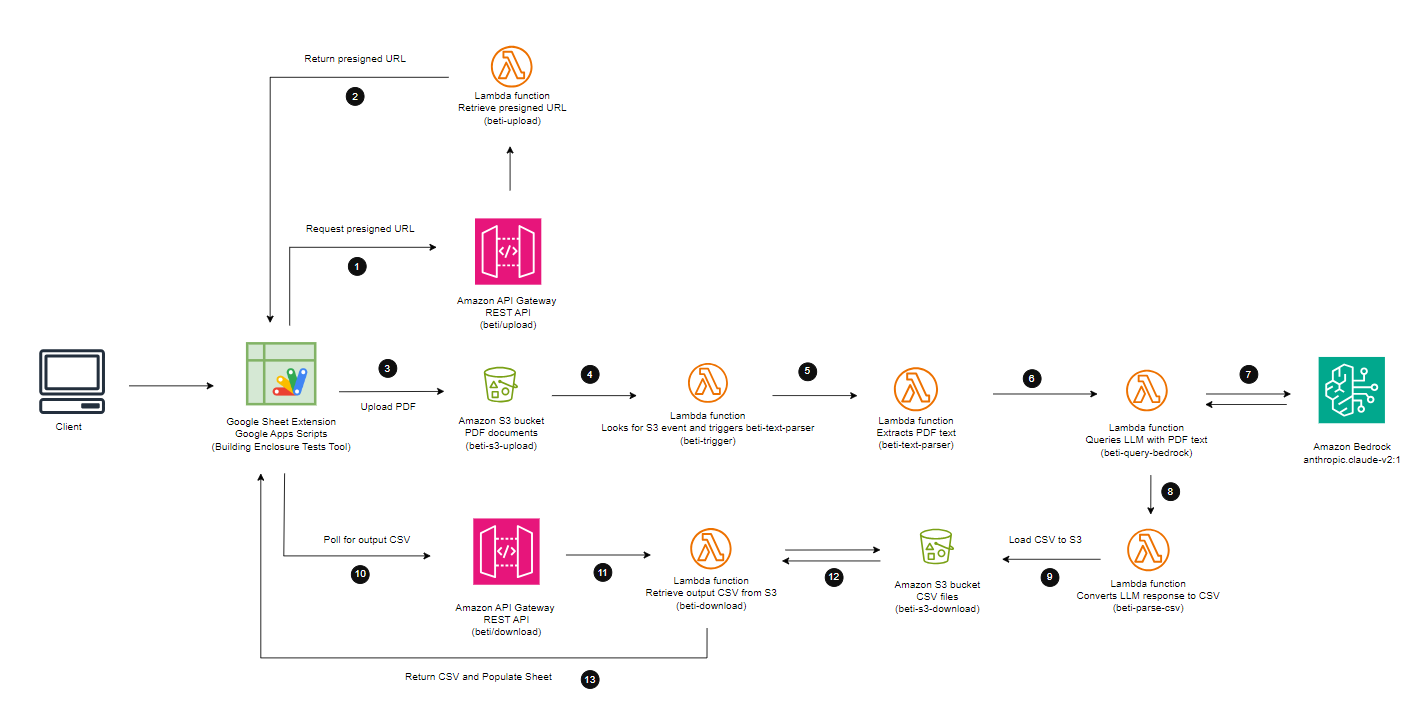 Return presigned URL
2
Lambda function
Retrieve presigned URL
(beti-upload)
Request presigned URL
1
</>
Amazon API Gateway
REST API
(beti/upload)
Client
Google Sheet Extension
Google Apps Scripts
(Building Enclosure Tests Tool)
3
Upload PDF
Amazon S3 bucket
PDF documents
(beti-s3-upload)
4
Lambda function
Looks for S3 event and triggers beti-text-parser
(beti-trigger)
5
Lambda function
Extracts PDF text
(beti-text-parser)
6
Lambda function
Queries LLM with PDF text
(beti-query-bedrock)
7
Amazon Bedrock
anthropic.claude-v2:1
8
Poll for output CSV
10
</>
Amazon API Gateway
REST API
(beti/download)
11
Lambda function
Retrieve output CSV from S3
(beti-download)
12
Amazon S3 bucket
CSV files
(beti-s3-download)
Load CSV to S3
9
Lambda function
Converts LLM response to CSV
(beti-parse-csv)
Return CSV and Populate Sheet
13